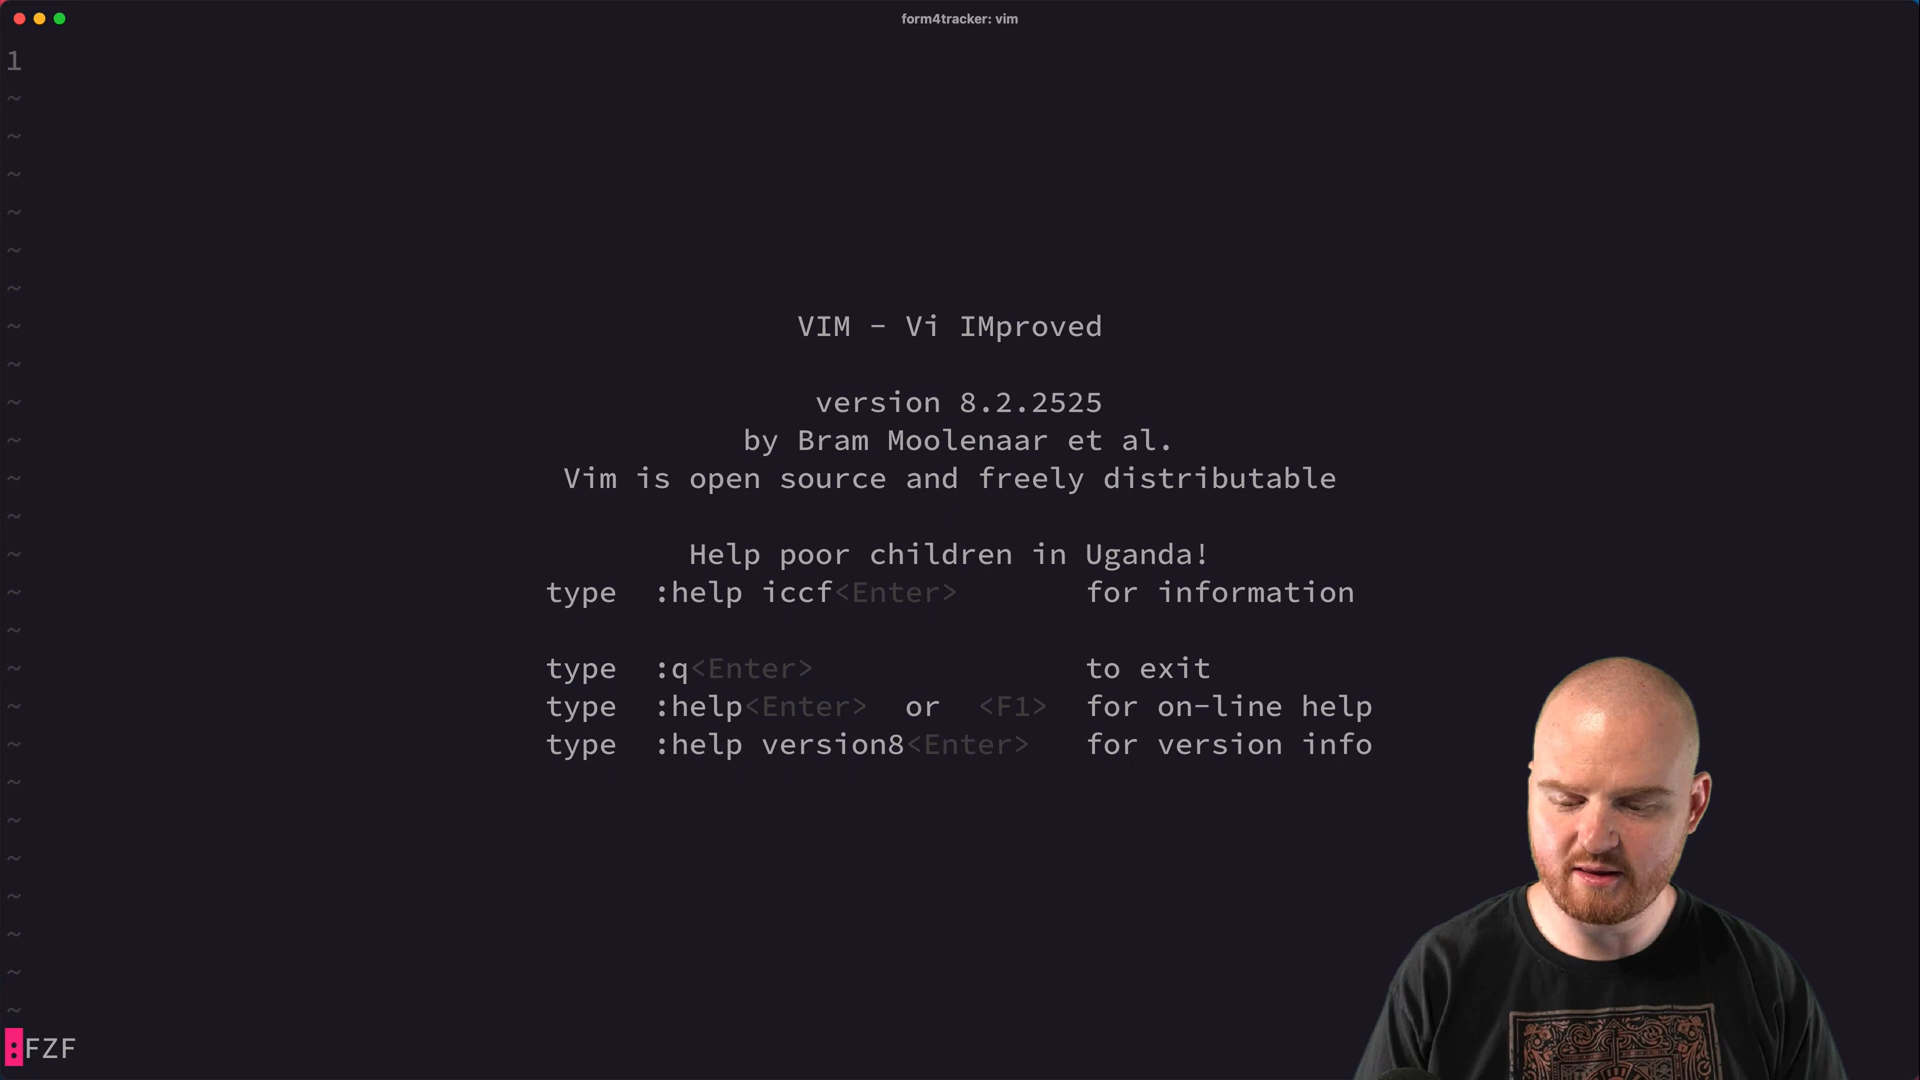 form4tracker: vim
1
~
~
~
~
~
~
~ VIM - Vi IMproved
~
~ version 8.2.2525
~ by Bram Moolenaar et al.
~ Vim is open source and freely distributable
~
~ Help poor children in Uganda!
~ type :help iccf<Enter> for information
~
~ type :q<Enter> to exit
~ type :help<Enter> or <F1> for on-line help
~ type :help version8<Enter> for version info
~
~
~
~
~
~
~
:FZF